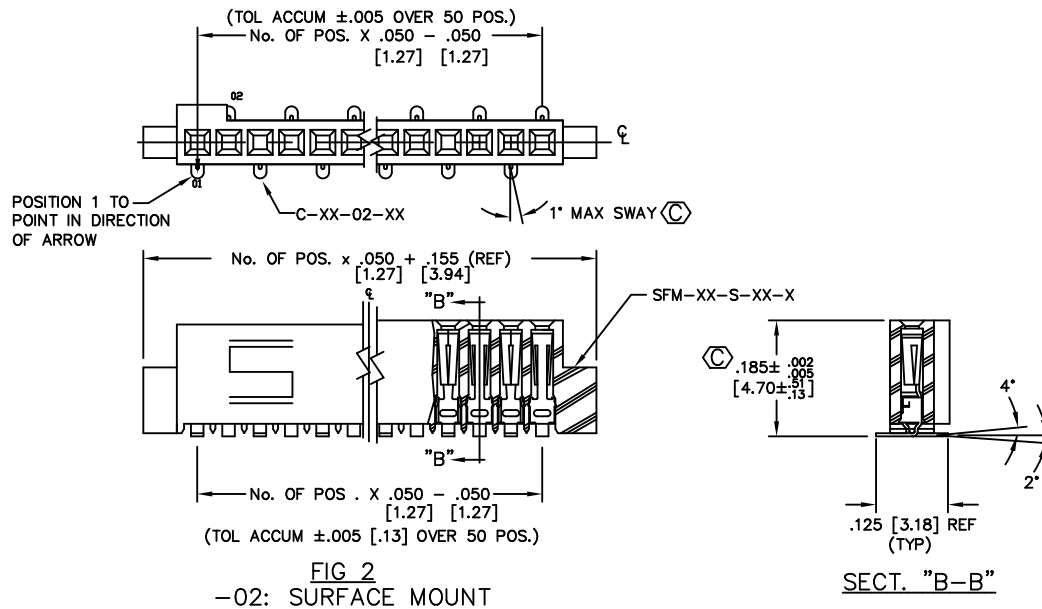 (TOL ACCUM ±.005 OVER 50 POS.)
No. OF POS. X .050 - .050
[1.27] [1.27]
02
℄
01
POSITION 1 TO
POINT IN DIRECTION
OF ARROW
C-XX-02-XX
1° MAX SWAY C
No. OF POS. x .050 + .155 (REF)
[1.27] [3.94]
℄
"B"
SFM-XX-S-XX-X
C .185± .002
.005
[4.70± .51
.13]
4°
"B"
2°
No. OF POS . X .050 - .050
[1.27] [1.27]
(TOL ACCUM ±.005 [.13] OVER 50 POS.)
.125 [3.18] REF
(TYP)
FIG 2
-02: SURFACE MOUNT
SECT. "B-B"